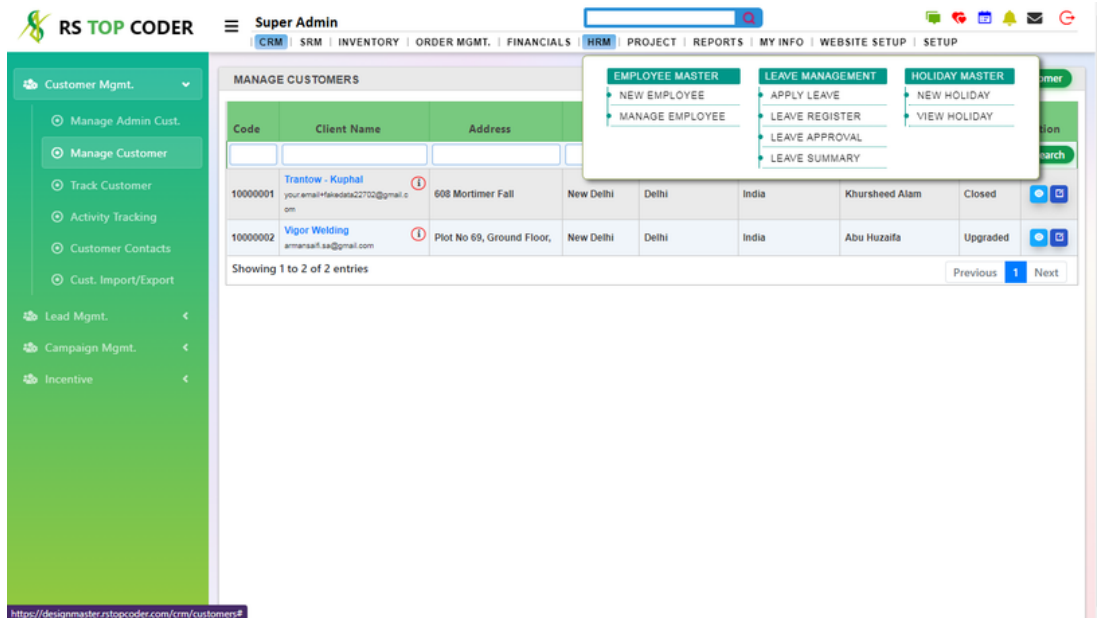 RS TOP CODER
Super Admin
CRM | SRM | INVENTORY | ORDER MGMT. | FINANCIALS | HRM | PROJECT | REPORTS | MY INFO | WEBSITE SETUP | SETUP
Customer Mgmt.
Manage Admin Cust.
Manage Customer
Track Customer
Activity Tracking
Customer Contacts
Cust. Import/Export
Lead Mgmt.
Campaign Mgmt.
Incentive
MANAGE CUSTOMERS
EMPLOYEE MASTER
NEW EMPLOYEE
MANAGE EMPLOYEE
LEAVE MANAGEMENT
APPLY LEAVE
LEAVE REGISTER
LEAVE APPROVAL
LEAVE SUMMARY
HOLIDAY MASTER
NEW HOLIDAY
VIEW HOLIDAY
Code Client Name Address
10000001 Trantow - Kuphal 608 Mortimer Fall New Delhi Delhi India Khursheed Alam Closed
your.email+fakedata22702@gmail.c
om
10000002 Vigor Welding Plot No 69, Ground Floor, New Delhi Delhi India Abu Huzaifa Upgraded
armansaifi.sa@gmail.com
Showing 1 to 2 of 2 entries
Previous 1 Next
https://designmaster.rstopcoder.com/crm/customers#